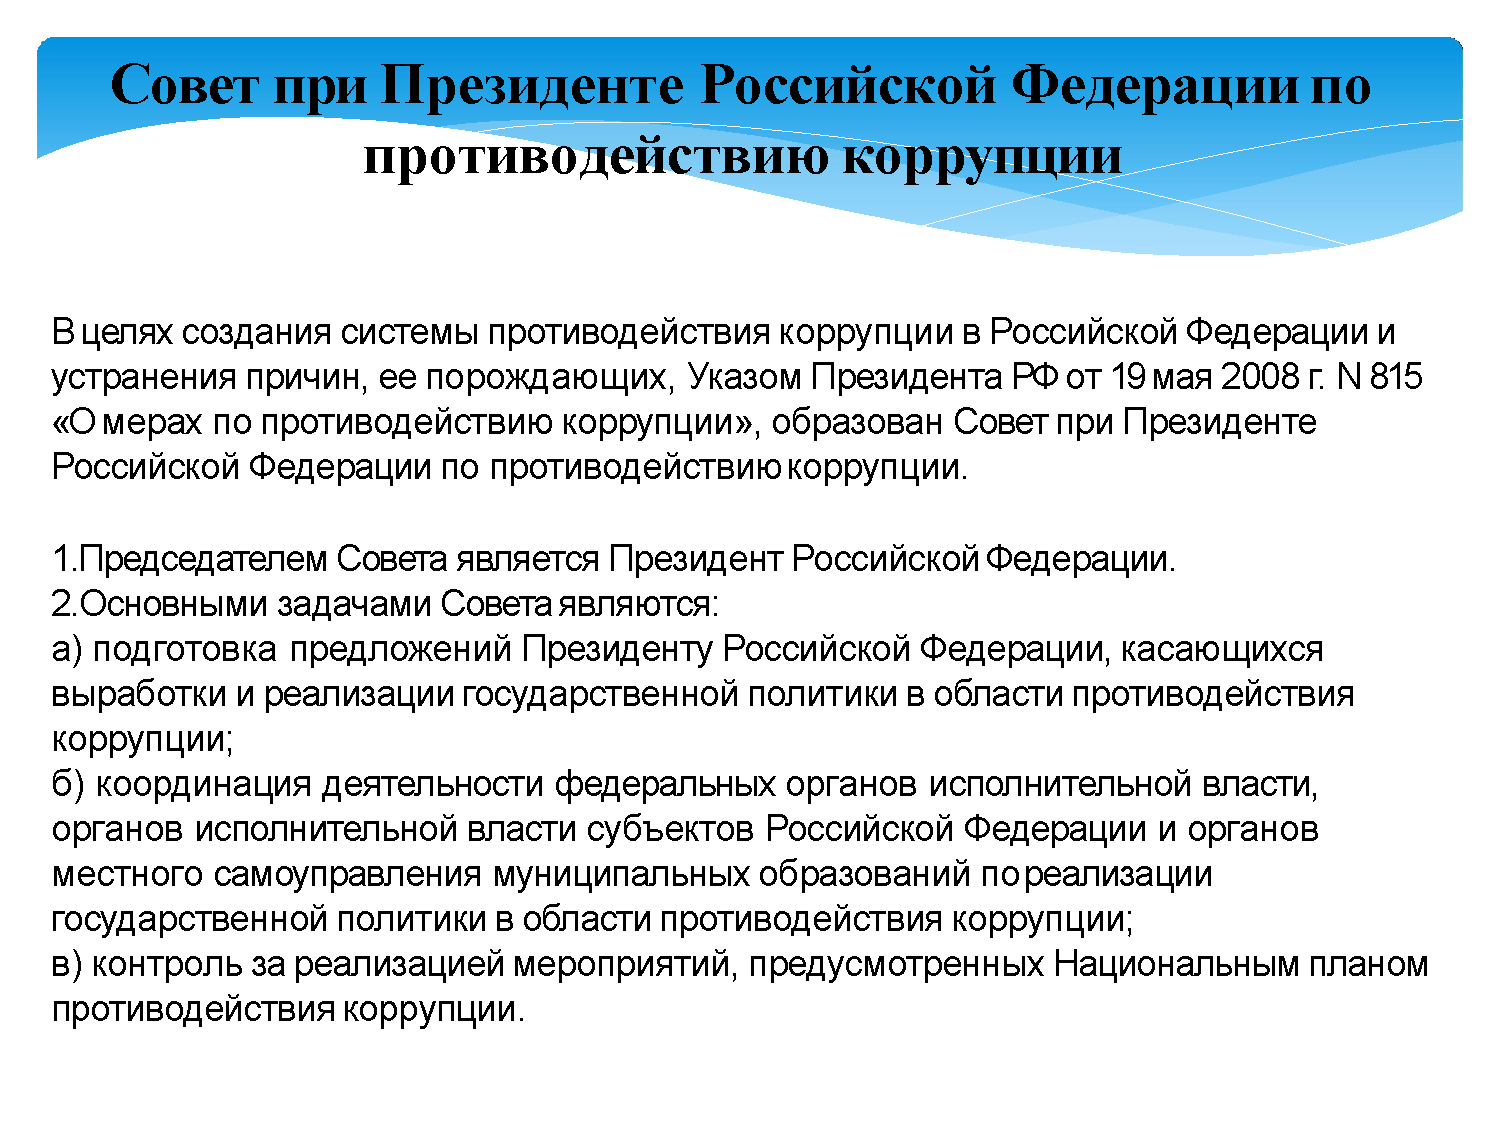 Совет при Президенте Российской Федерации по
противодействию коррупции
В целях создания системы противодействия коррупции в Российской Федерации и
устранения причин, ее порождающих, Указом Президента РФ от 19 мая 2008 г. N 815
«О мерах по противодействию коррупции», образован Совет при Президенте
Российской Федерации по противодействию коррупции.
1.Председателем Совета является Президент Российской Федерации.
2.Основными задачами Совета являются:
а) подготовка предложений Президенту Российской Федерации, касающихся
выработки и реализации государственной политики в области противодействия
коррупции;
б) координация деятельности федеральных органов исполнительной власти,
органов исполнительной власти субъектов Российской Федерации и органов
местного самоуправления муниципальных образований по реализации
государственной политики в области противодействия коррупции;
в) контроль за реализацией мероприятий, предусмотренных Национальным планом
противодействия коррупции.